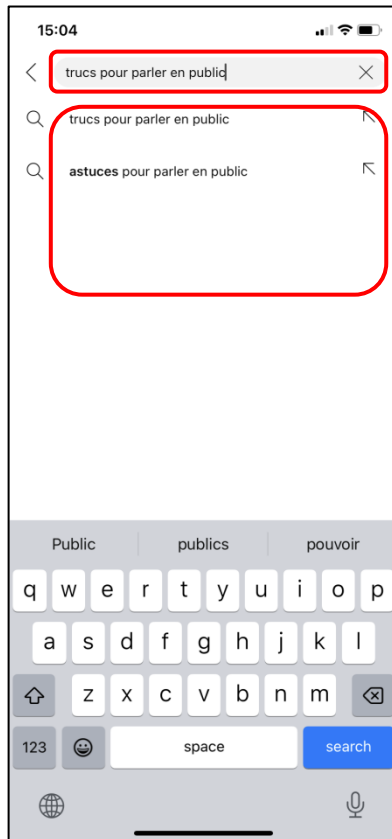 15:04
trucs pour parler en public
trucs pour parler en public
astuces pour parler en public
Public publics pouvoir
q w e r t y u i o p
a s d f g h j k l
z x c v b n m
123 space search